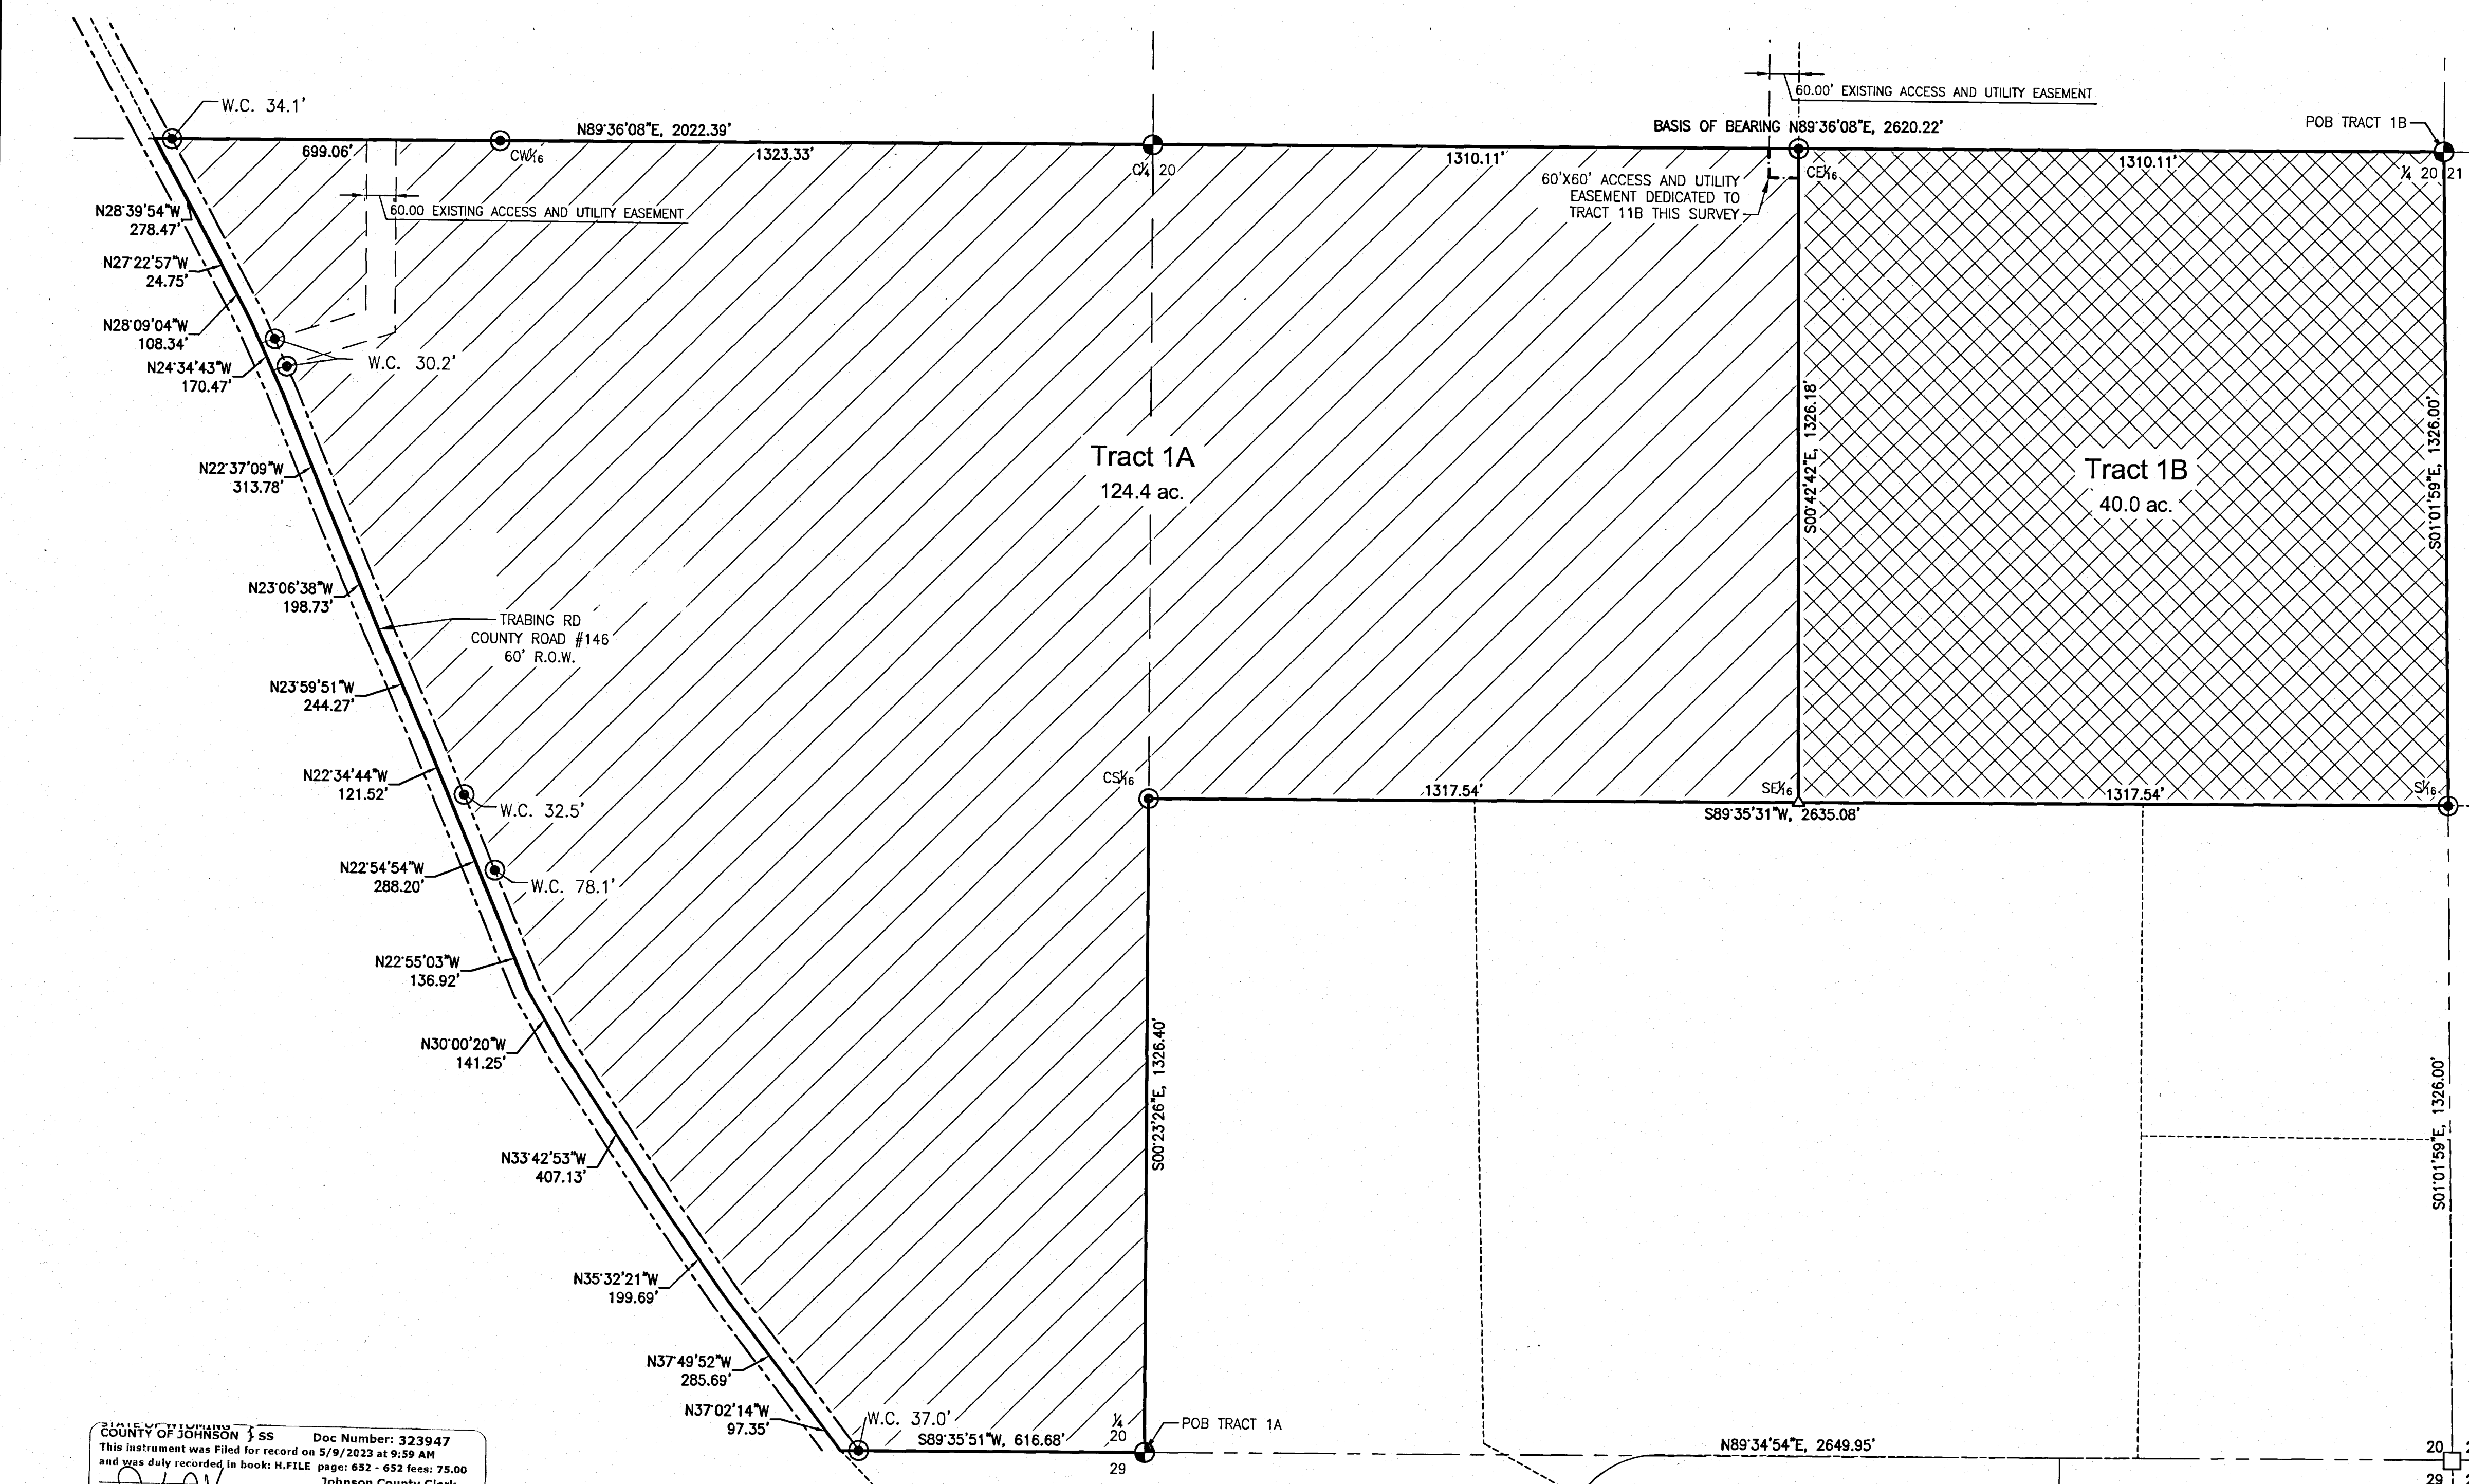 W.C. 34.1'
N89°36'08"E, 2022.39'
699.06'
CW1/16
1323.33'
C1/4 20
60.00' EXISTING ACCESS AND UTILITY EASEMENT
BASIS OF BEARING N89°36'08"E, 2620.22'
POB TRACT 1B
1310.11'
CE1/16
1310.11'
1/4 20 21
60'X60' ACCESS AND UTILITY
EASEMENT DEDICATED TO
TRACT 11B THIS SURVEY
60.00 EXISTING ACCESS AND UTILITY EASEMENT
N28°39'54"W
278.47'
N27°22'57"W
24.75'
N28°09'04"W
108.34'
N24°34'43"W
170.47'
W.C. 30.2'
N22°37'09"W
313.78'
Tract 1A
124.4 ac.
S00°42'42"E, 1326.18'
Tract 1B
40.0 ac.
S01°01'59"E, 1326.00'
N23°06'38"W
198.73'
TRABING RD
COUNTY ROAD #146
60' R.O.W.
N23°59'51"W
244.27'
N22°34'44"W
121.52'
W.C. 32.5'
CS1/16
1317.54'
SE1/16
1317.54'
S1/16
S89°35'31"W, 2635.08'
N22°54'54"W
288.20'
W.C. 78.1'
N22°55'03"W
136.92'
N30°00'20"W
141.25'
S00°23'26"E, 1326.40'
S01°01'59"E, 1326.00'
N33°42'53"W
407.13'
N35°32'21"W
199.69'
N37°49'52"W
285.69'
N37°02'14"W
97.35'
W.C. 37.0'
S89°35'51"W, 616.68'
1/4
20
29
POB TRACT 1A
N89°34'54"E, 2649.95'
20
29
STATE OF WYOMING
COUNTY OF JOHNSON } SS Doc Number: 323947
This instrument was Filed for record on 5/9/2023 at 9:59 AM
and was duly recorded in book: H.FILE page: 652 - 652 fees: 75.00
Johnson County Clerk